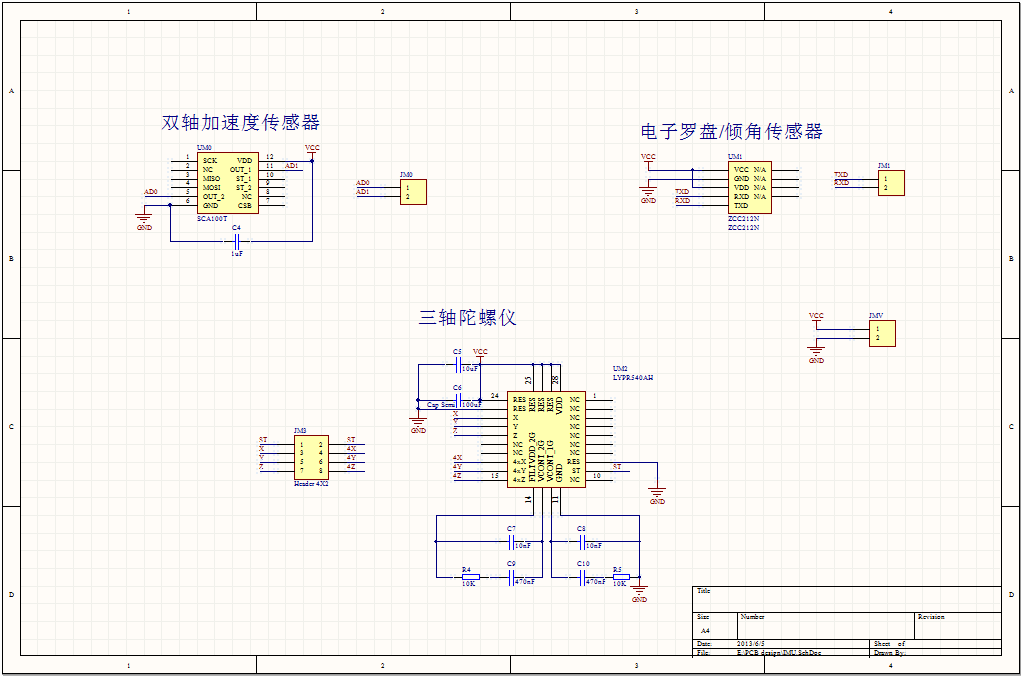 1 2 3 4
A A
双轴加速度传感器
电子罗盘/倾角传感器
UM0
VCC
1 SCK VDD 12
2 NC OUT_1 11 AD1
3 MISO ST_1 10
4 MOSI ST_2 9
AD0 5 OUT_2 NC 8
6 GND CSB 7
SCA100T
GND
C4
1uF
JM0
AD0 1
AD1 2
VCC
UM1
VCC N/A
GND N/A
VDD N/A
TXD RXD N/A
RXD TXD
GND
ZCC212N
ZCC212N
JM1
TXD 1
RXD 2
B B
三轴陀螺仪
VCC JMV
1
2
GND
C5 VCC
10uF
C6
Cap Semi 100uF
GND
UM2
LYPR540AH
25 28
RES RES RES VDD
24 RES NC 1
RES NC
X X NC
Y Y NC
Z Z NC
NC NC
NC NC
4X 4xX RES
4Y 4xY ST ST
4Z 15 4xZ NC 10
FILTVDD_2G VCONT_2G VCONT_1G GND
14 11
GND
C C
JM3
ST 1 2 ST
X 3 4 4X
Y 5 6 4Y
Z 7 8 4Z
Header 4X2
C7 C8
10nF 10nF
R4 C9 C10 R5
10K 470nF 470nF 10K
GND
D D
Title
Size Number Revision
A4
Date: 2013/6/5 Sheet of
File: E:\PCB design\IMU.SchDoc Drawn By:
1 2 3 4